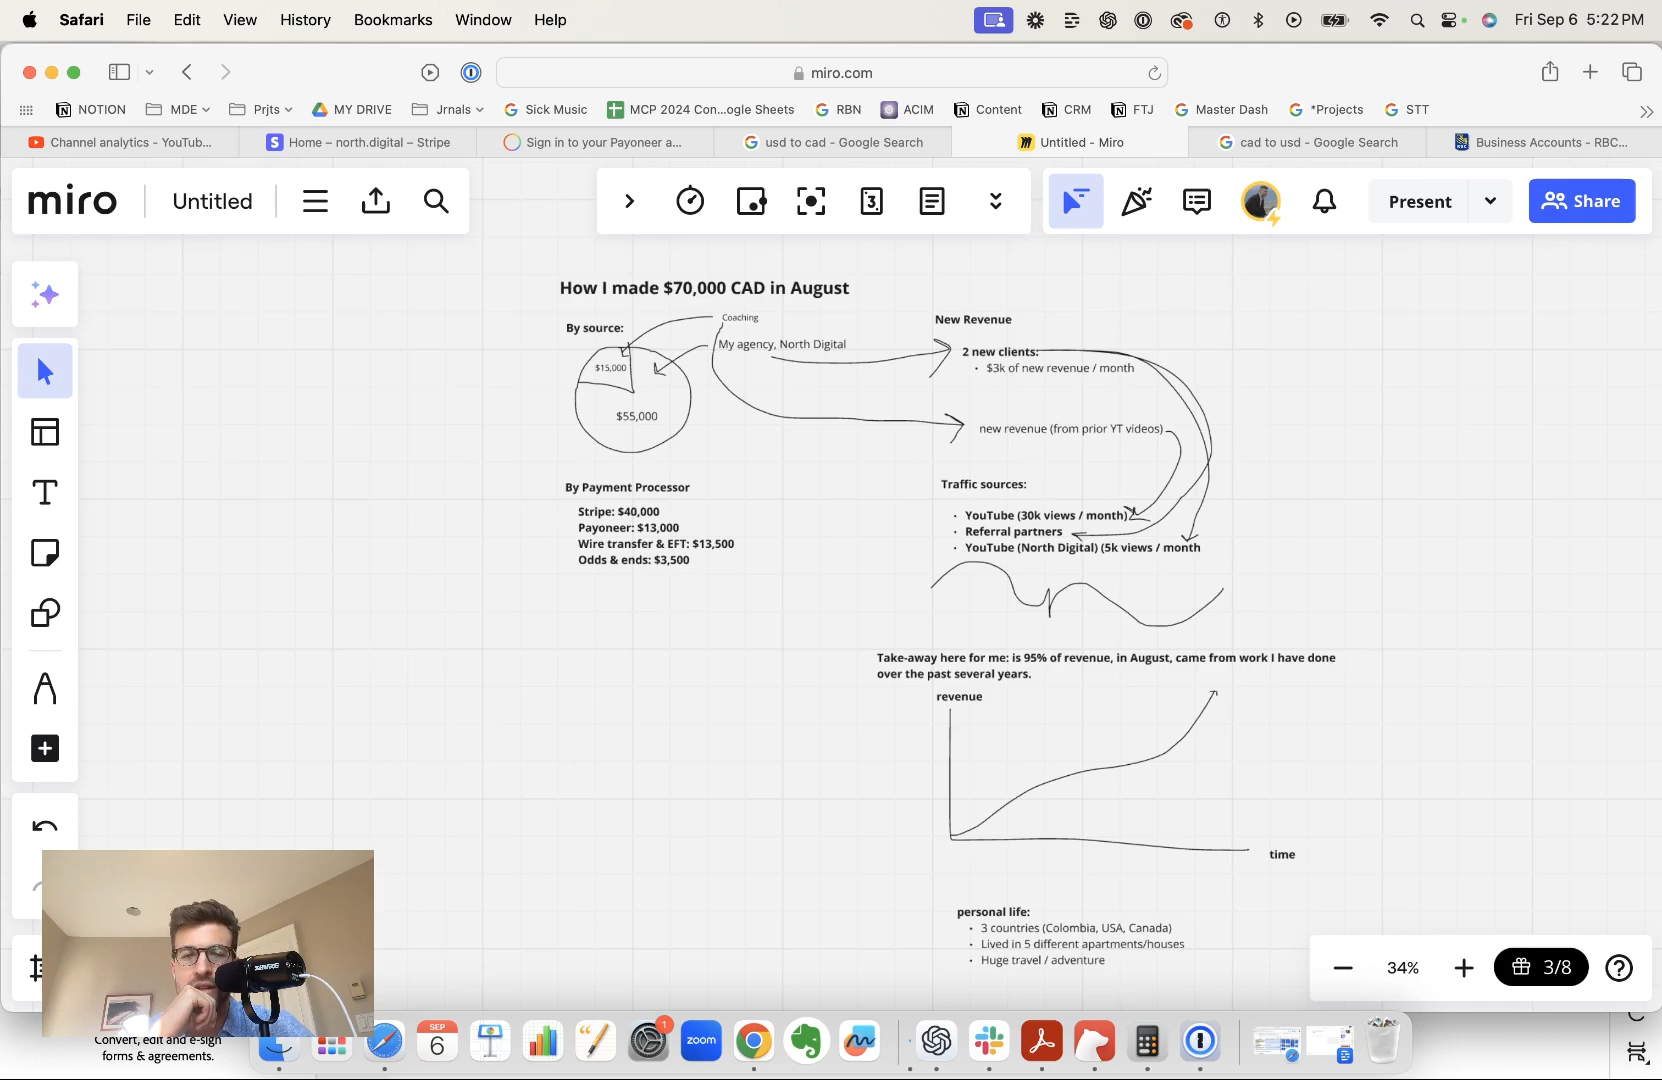 Safari File Edit View History Bookmarks Window Help
Fri Sep 6 5:22 PM
miro.com
NOTION MDE Prjts MY DRIVE Jrnals Sick Music MCP 2024 Con...ogle Sheets RBN ACIM Content CRM FTJ Master Dash *Projects STT
Channel analytics - YouTub... Home – north.digital – Stripe Sign in to your Payoneer a... usd to cad - Google Search Untitled - Miro cad to usd - Google Search Business Accounts - RBC...
miro Untitled
3
Present Share
How I made $70,000 CAD in August
By source:
Coaching
My agency, North Digital
$15,000
$55,000
By Payment Processor
Stripe: $40,000
Payoneer: $13,000
Wire transfer & EFT: $13,500
Odds & ends: $3,500
New Revenue
2 new clients:
• $3k of new revenue / month
new revenue (from prior YT videos)
Traffic sources:
• YouTube (30k views / month)
• Referral partners
• YouTube (North Digital) (5k views / month
Take-away here for me: is 95% of revenue, in August, came from work I have done
over the past several years.
revenue
time
personal life:
• 3 countries (Colombia, USA, Canada)
• Lived in 5 different apartments/houses
• Huge travel / adventure
34%
3/8
Convert, edit and e-sign
forms & agreements.
SEP
6
1
zoom